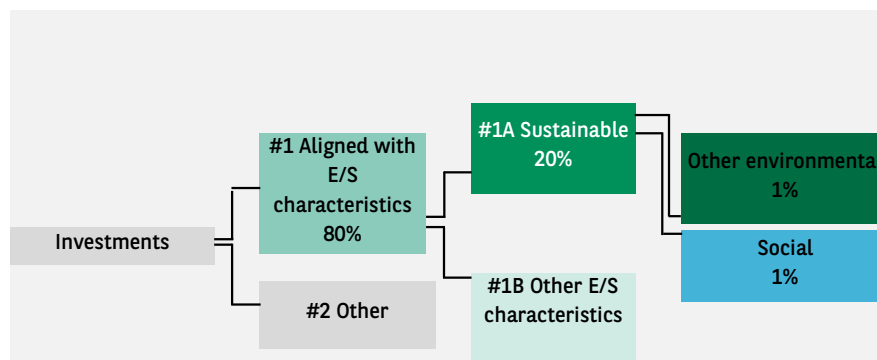 Investments
#1 Aligned with
E/S
characteristics
80%
#2 Other
#1A Sustainable
20%
#1B Other E/S
characteristics
Other environmenta
1%
Social
1%